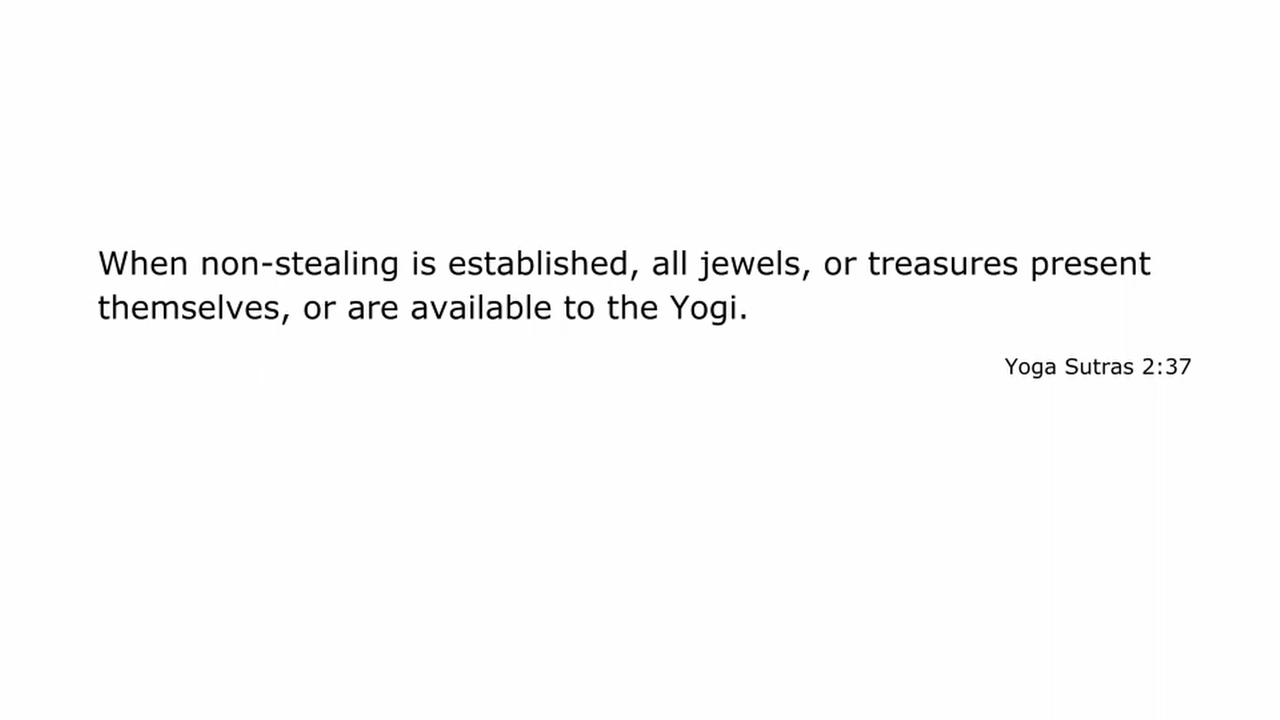 When non-stealing is established, all jewels, or treasures present
themselves, or are available to the Yogi.
Yoga Sutras 2:37